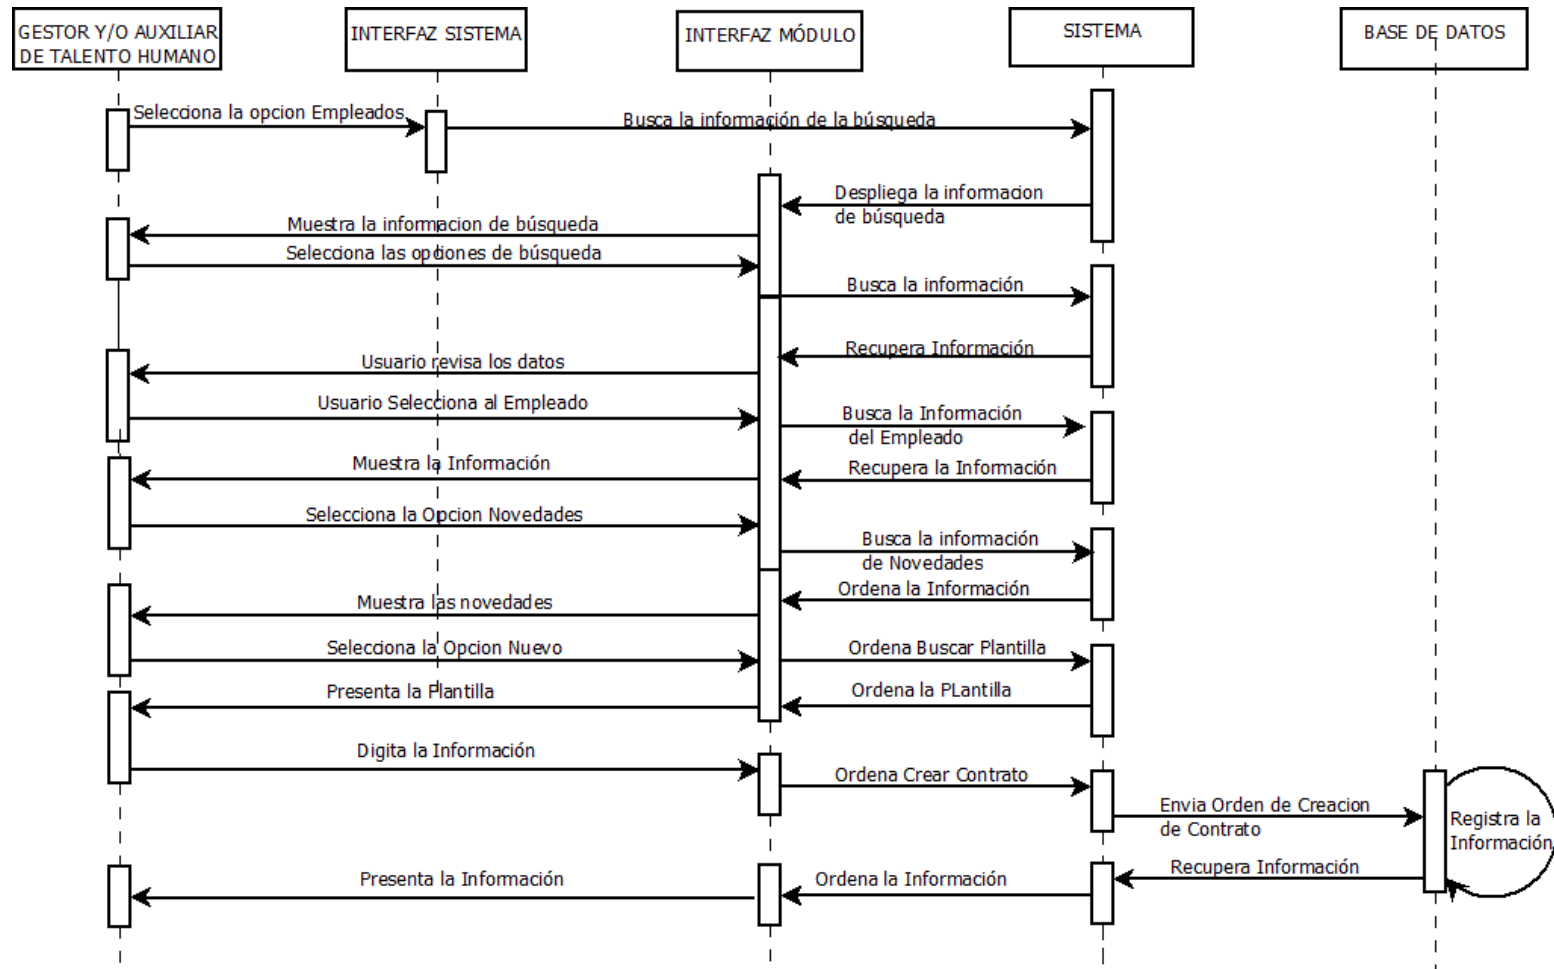 GESTOR Y/O AUXILIAR
DE TALENTO HUMANO
INTERFAZ SISTEMA
INTERFAZ MÓDULO
SISTEMA
BASE DE DATOS
Selecciona la opcion Empleados
Busca la información de la búsqueda
Despliega la informacion
de búsqueda
Muestra la informacion de búsqueda
Selecciona las opciones de búsqueda
Busca la información
Recupera Información
Usuario revisa los datos
Usuario Selecciona al Empleado
Busca la Información
del Empleado
Muestra la Información
Recupera la Información
Selecciona la Opcion Novedades
Busca la información
de Novedades
Ordena la Información
Muestra las novedades
Selecciona la Opcion Nuevo
Ordena Buscar Plantilla
Presenta la Plantilla
Ordena la PLantilla
Digita la Información
Ordena Crear Contrato
Envia Orden de Creacion
de Contrato
Registra la
Información
Recupera Información
Ordena la Información
Presenta la Información